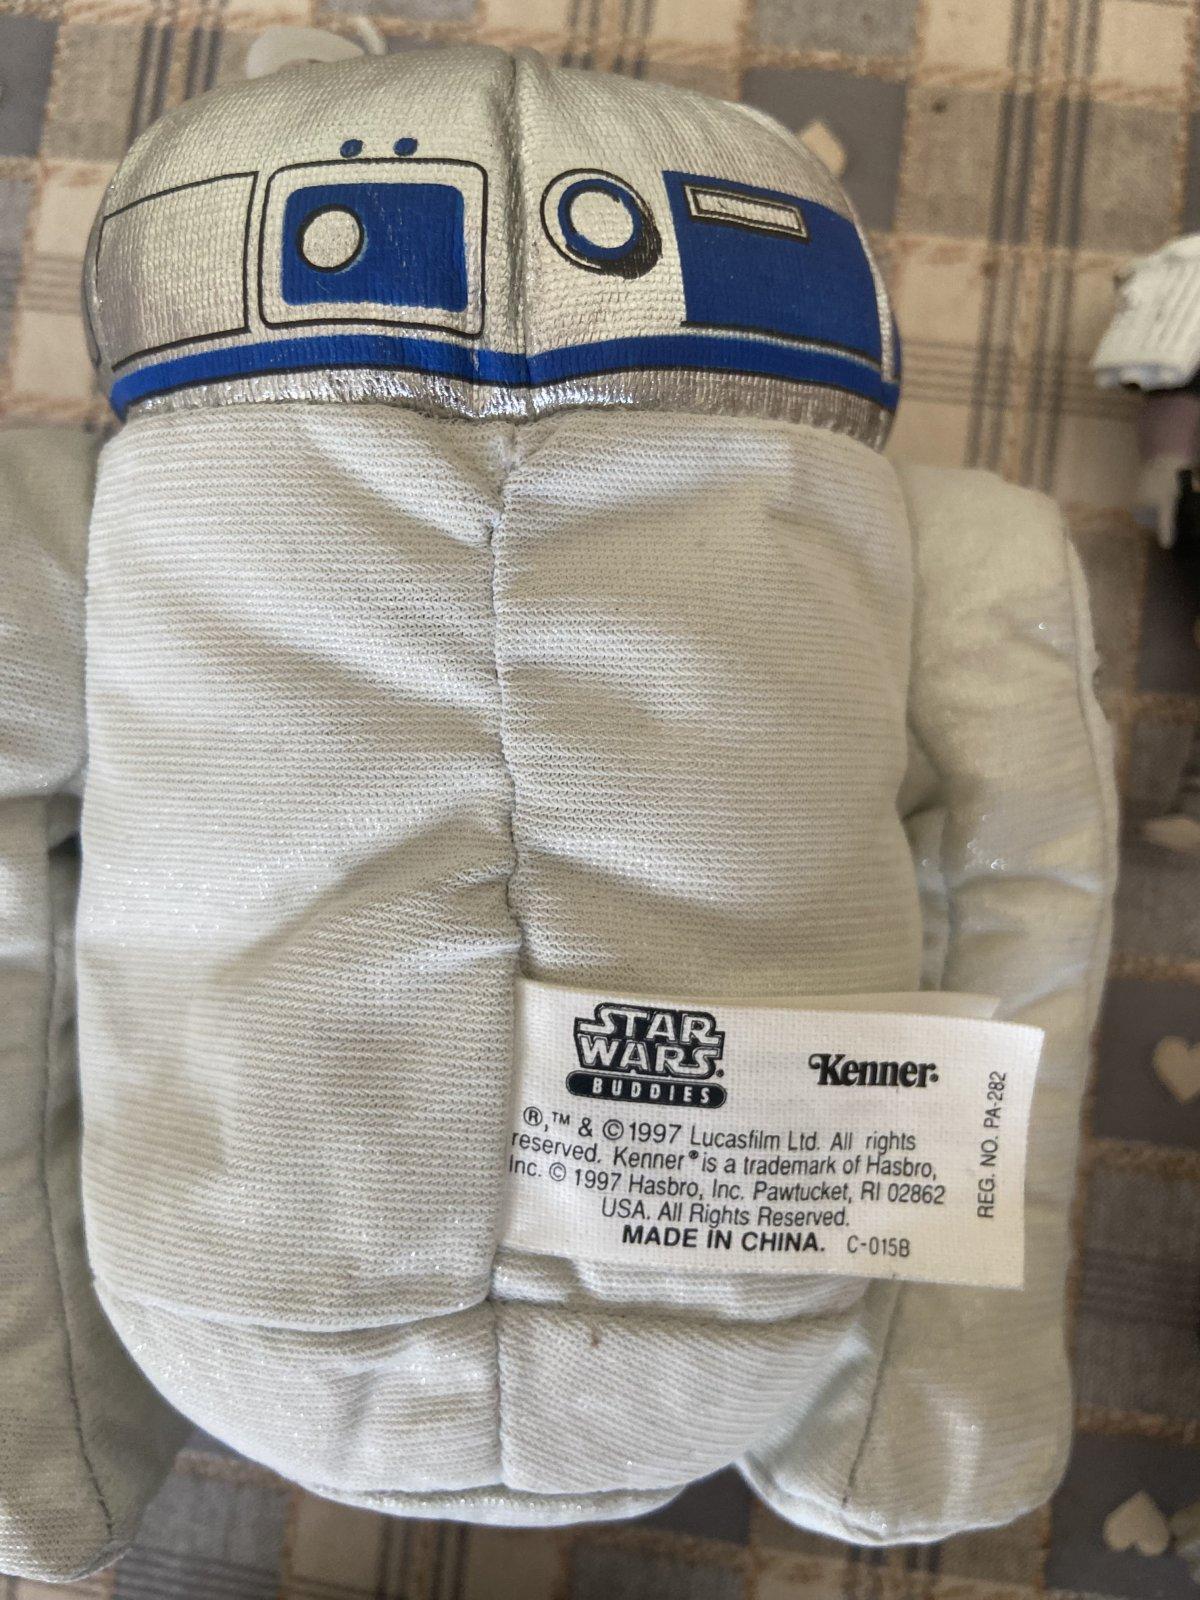 STAR
WARS
BUDDIES
Kenner
®,™ & ©1997 Lucasfilm Ltd. All rights
reserved. Kenner® is a trademark of Hasbro,
Inc. © 1997 Hasbro, Inc. Pawtucket, RI 02862
USA. All Rights Reserved.
MADE IN CHINA. C-015B
REG. NO. PA-282